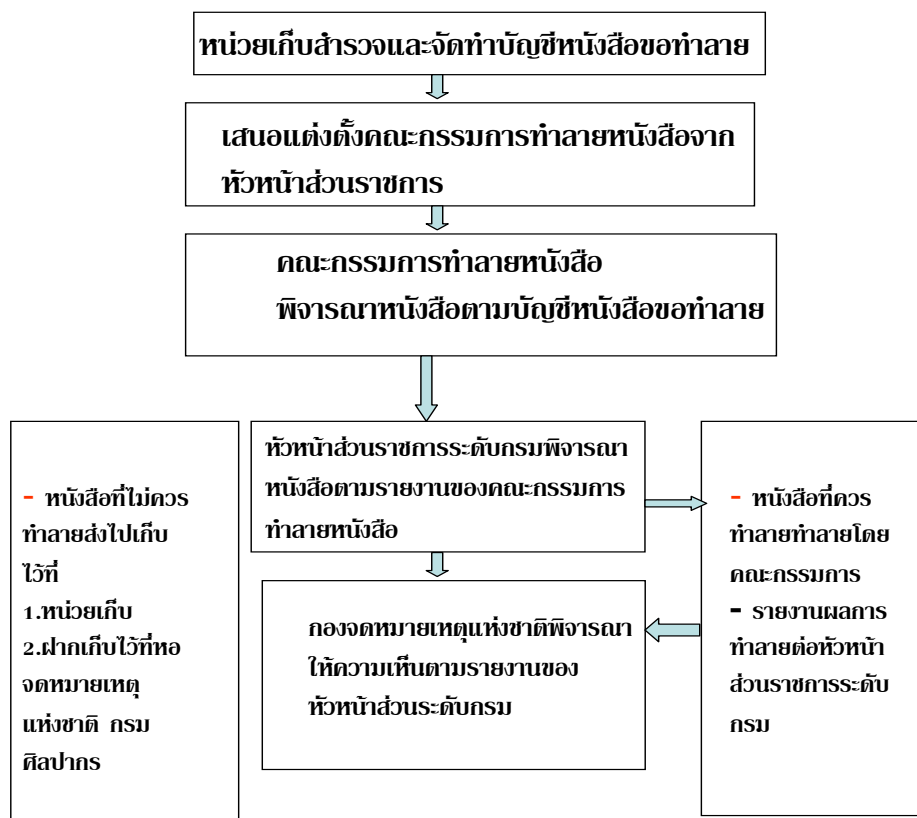 หน่วยเก็บสำรวจและจัดทำบัญชีหนังสือขอทำลาย
เสนอแต่งตั้งคณะกรรมการทำลายหนังสือจาก
หัวหน้าส่วนราชการ
คณะกรรมการทำลายหนังสือ
พิจารณาหนังสือตามบัญชีหนังสือขอทำลาย
หัวหน้าส่วนราชการระดับกรมพิจารณา
หนังสือตามรายงานของคณะกรรมการ
ทำลายหนังสือ
- หนังสือที่ไม่ควร
ทำลายส่งไปเก็บ
ไว้ที่
1.หน่วยเก็บ
2.ฝากเก็บไว้ที่หอ
จดหมายเหตุ
แห่งชาติ กรม
ศิลปากร
- หนังสือที่ควร
ทำลายทำลายโดย
คณะกรรมการ
- รายงานผลการ
ทำลายต่อหัวหน้า
ส่วนราชการระดับ
กรม
กองจดหมายเหตุแห่งชาติพิจารณา
ให้ความเห็นตามรายงานของ
หัวหน้าส่วนระดับกรม